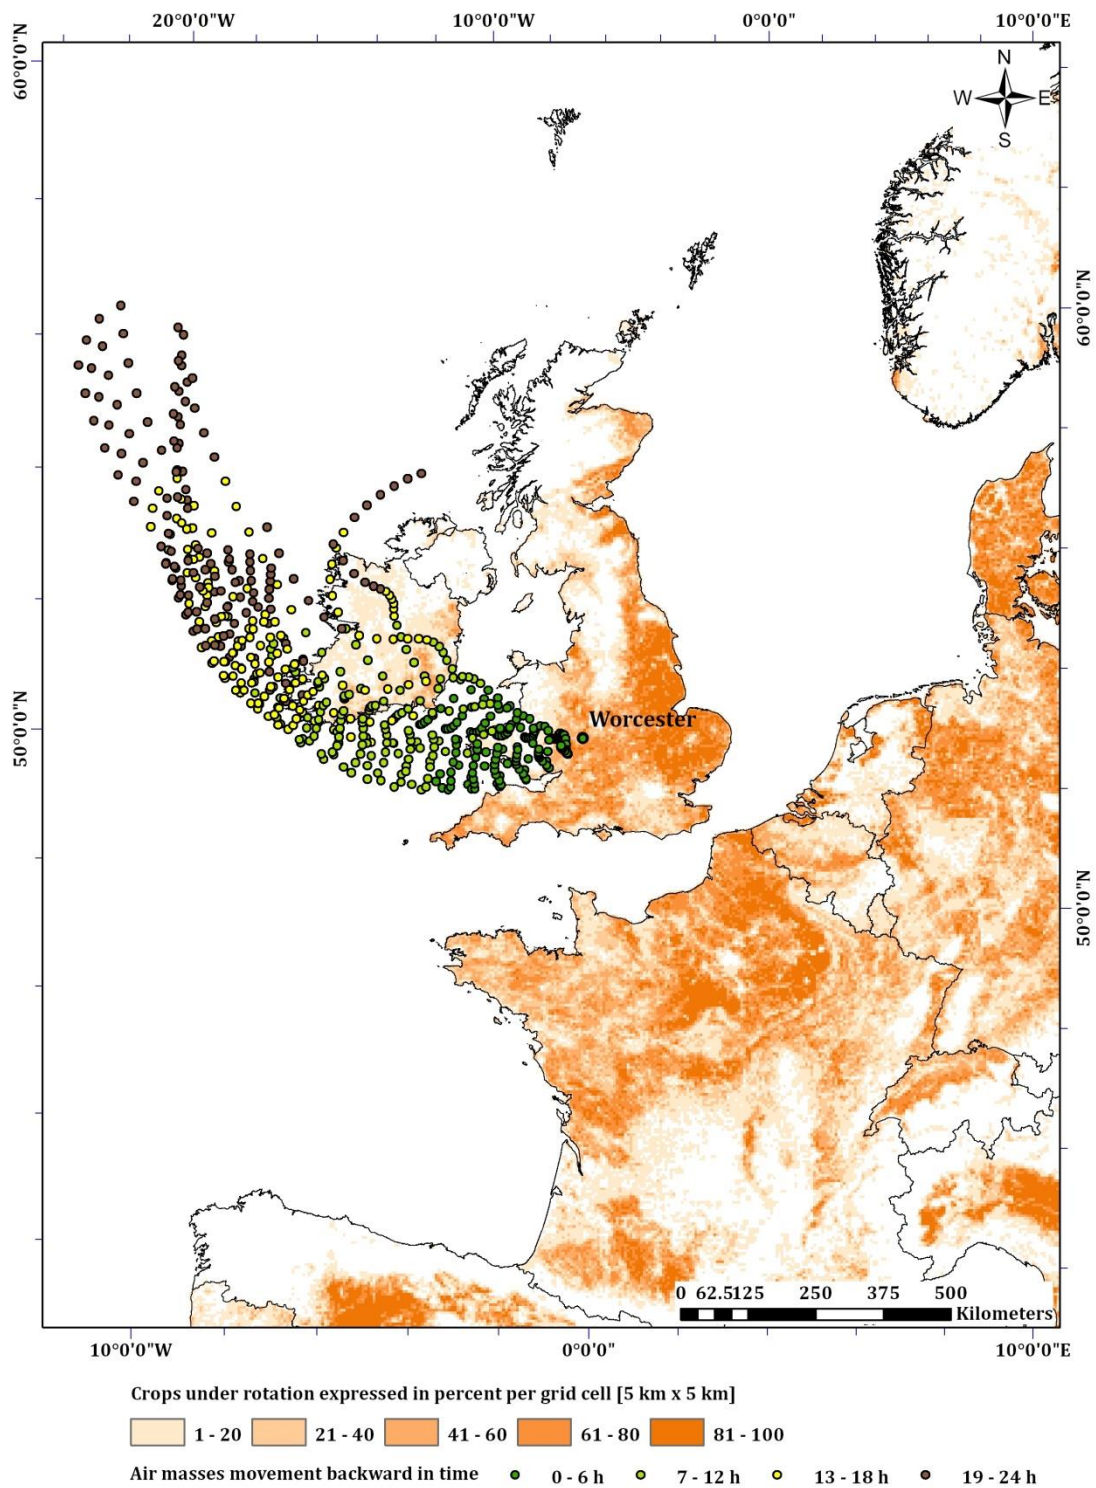 20°0'0"W 10°0'0"W 0°0'0" 10°0'0"E
60°0'0"N
N
W E
S
60°0'0"N
Worcester
50°0'0"N
50°0'0"N
0 62.5125 250 375 500
Kilometers
10°0'0"W 0°0'0" 10°0'0"E
Crops under rotation expressed in percent per grid cell [5 km x 5 km]
1 - 20 21 - 40 41 - 60 61 - 80 81 - 100
Air masses movement backward in time 0 - 6 h 7 - 12 h 13 - 18 h 19 - 24 h